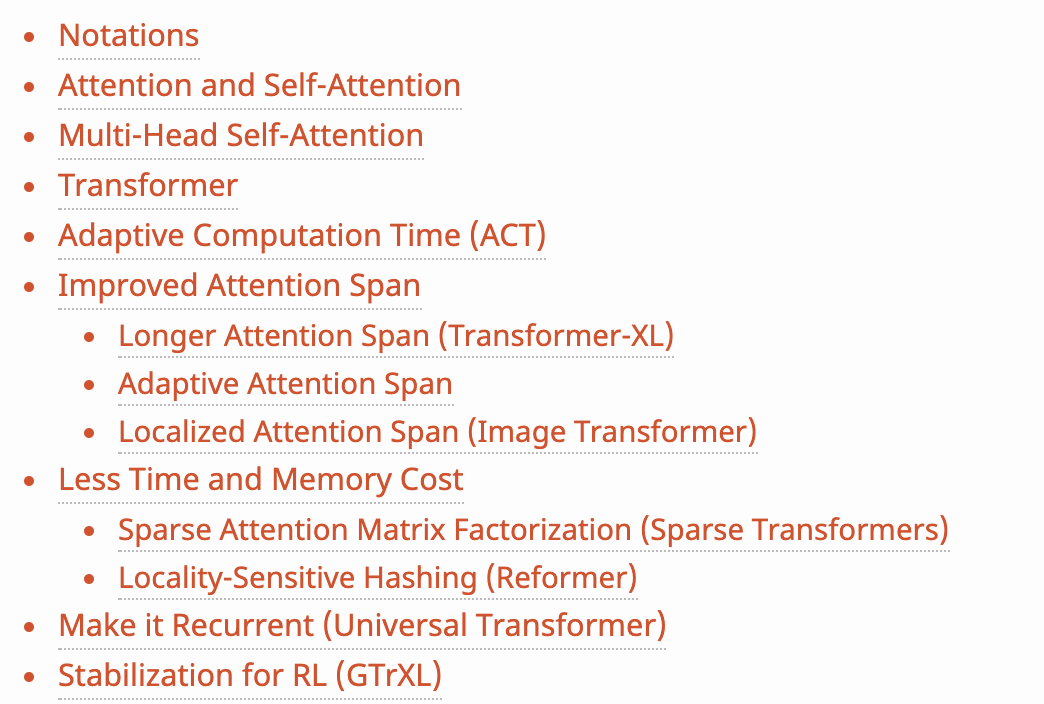 Notations
Attention and Self-Attention
Multi-Head Self-Attention
Transformer
Adaptive Computation Time (ACT)
Improved Attention Span
Longer Attention Span (Transformer-XL)
Adaptive Attention Span
Localized Attention Span (Image Transformer)
Less Time and Memory Cost
Sparse Attention Matrix Factorization (Sparse Transformers)
Locality-Sensitive Hashing (Reformer)
Make it Recurrent (Universal Transformer)
Stabilization for RL (GTrXL)